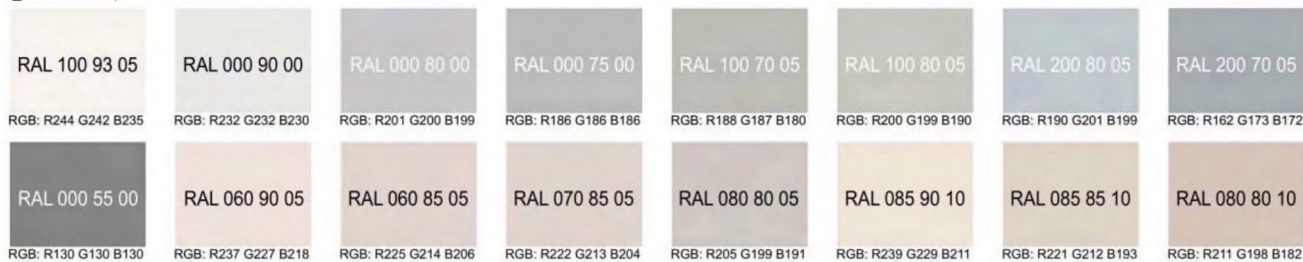 RAL 100 93 05 RAL 000 90 00 RAL 000 80 00 RAL 000 75 00 RAL 100 70 05 RAL 100 80 05 RAL 200 80 05 RAL 200 70 05
RGB: R244 G242 B235 RGB: R232 G232 B230 RGB: R201 G200 B199 RGB: R186 G186 B186 RGB: R188 G187 B180 RGB: R200 G199 B190 RGB: R190 G201 B199 RGB: R162 G173 B172
RAL 000 55 00 RAL 060 90 05 RAL 060 85 05 RAL 070 85 05 RAL 080 80 05 RAL 085 90 10 RAL 085 85 10 RAL 080 80 10
RGB: R130 G130 B130 RGB: R237 G227 B218 RGB: R225 G214 B206 RGB: R222 G213 B204 RGB: R205 G199 B191 RGB: R239 G229 B211 RGB: R221 G212 B193 RGB: R211 G198 B182